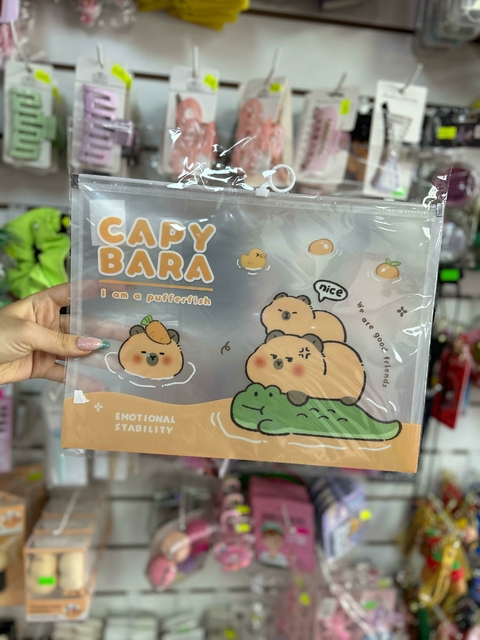 CAPY
BARA
i am a pufferfish
nice
We are good friends
EMOTIONAL
STABILITY